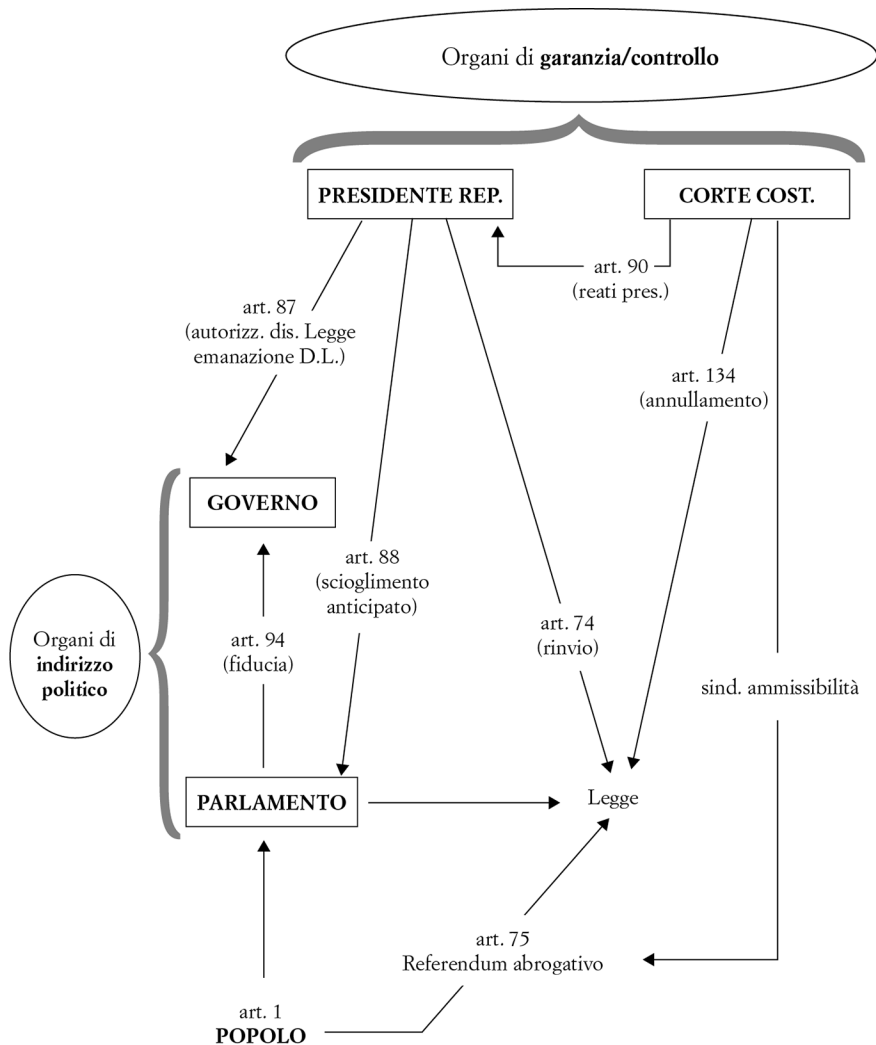 Organi di garanzia/controllo
PRESIDENTE REP.
CORTE COST.
art. 90
(reati pres.)
art. 87
(autorizz. dis. Legge
emanazione D.L.)
art. 134
(annullamento)
GOVERNO
art. 88
(scioglimento
anticipato)
art. 94
(fiducia)
art. 74
(rinvio)
Organi di
indirizzo
politico
sind. ammissibilità
PARLAMENTO
Legge
art. 75
Referendum abrogativo
art. 1
POPOLO